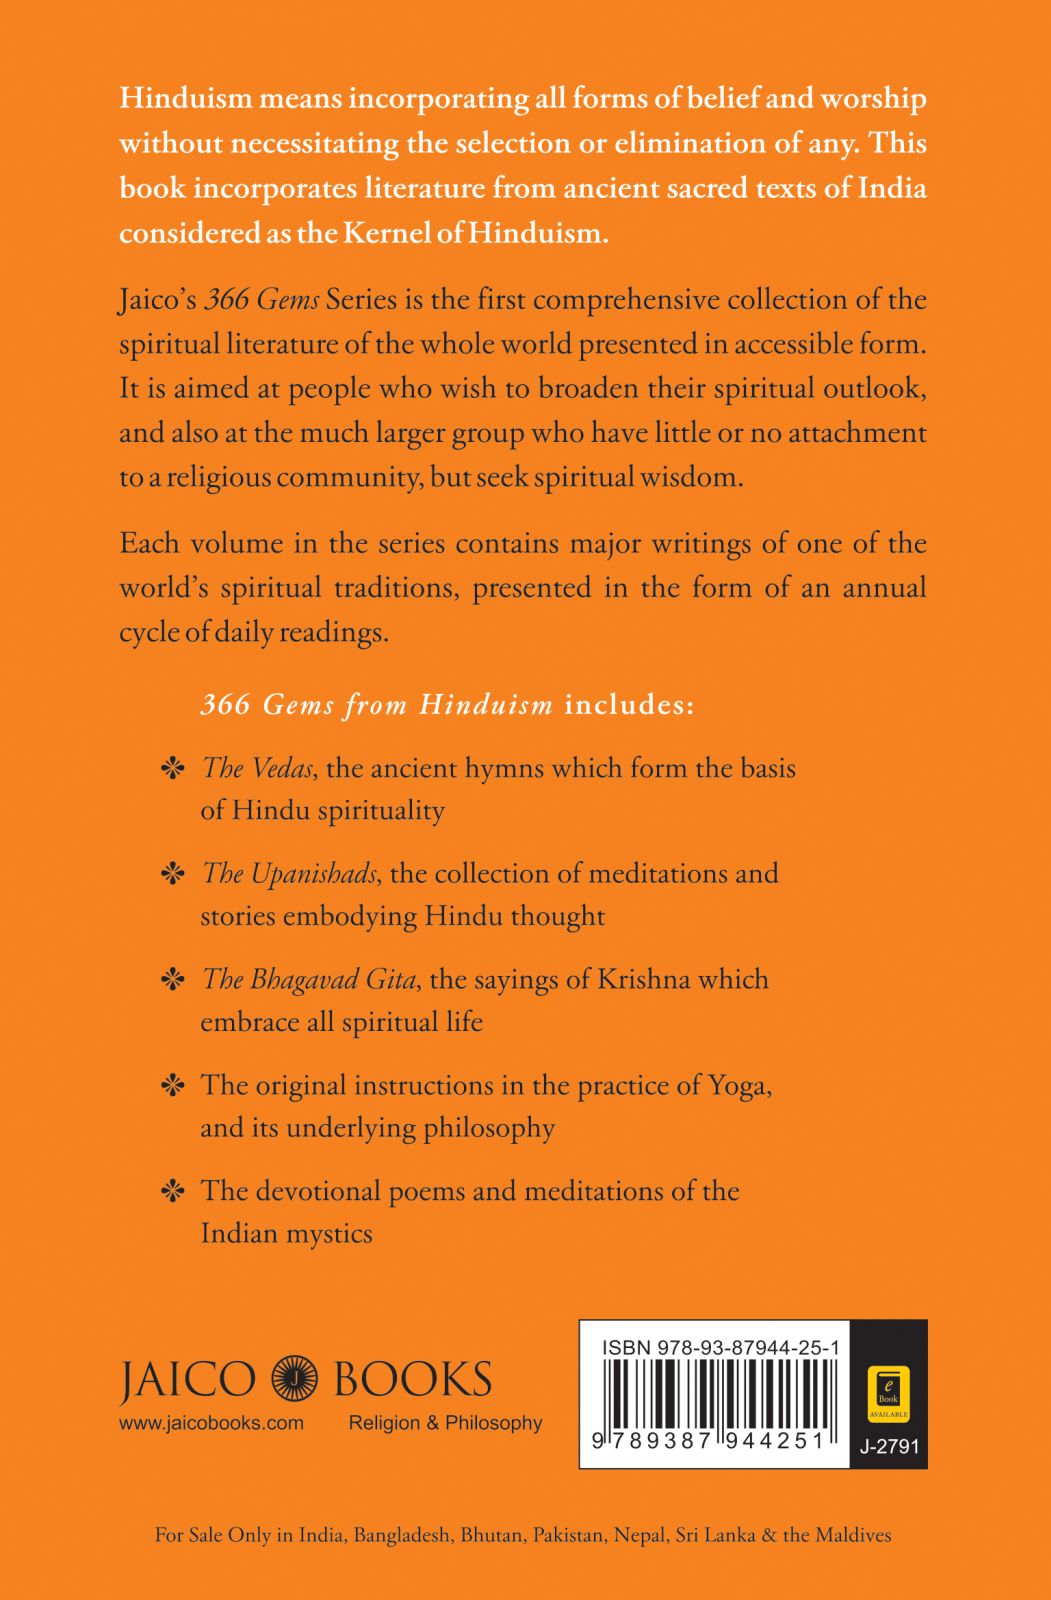 Hinduism means incorporating all forms of belief and worship
without necessitating the selection or elimination of any. This
book incorporates literature from ancient sacred texts of India
considered as the Kernel of Hinduism.
Jaico’s 366 Gems Series is the first comprehensive collection of the
spiritual literature of the whole world presented in accessible form.
It is aimed at people who wish to broaden their spiritual outlook,
and also at the much larger group who have little or no attachment
to a religious community, but seek spiritual wisdom.
Each volume in the series contains major writings of one of the
world’s spiritual traditions, presented in the form of an annual
cycle of daily readings.
366 Gems from Hinduism includes:
The Vedas, the ancient hymns which form the basis
of Hindu spirituality
The Upanishads, the collection of meditations and
stories embodying Hindu thought
The Bhagavad Gita, the sayings of Krishna which
embrace all spiritual life
The original instructions in the practice of Yoga,
and its underlying philosophy
The devotional poems and meditations of the
Indian mystics
JAICO J BOOKS
www.jaicobooks.com Religion & Philosophy
ISBN 978-93-87944-25-1
9 789387 944251
e
Book
AVAILABLE
J-2791
For Sale Only in India, Bangladesh, Bhutan, Pakistan, Nepal, Sri Lanka & the Maldives